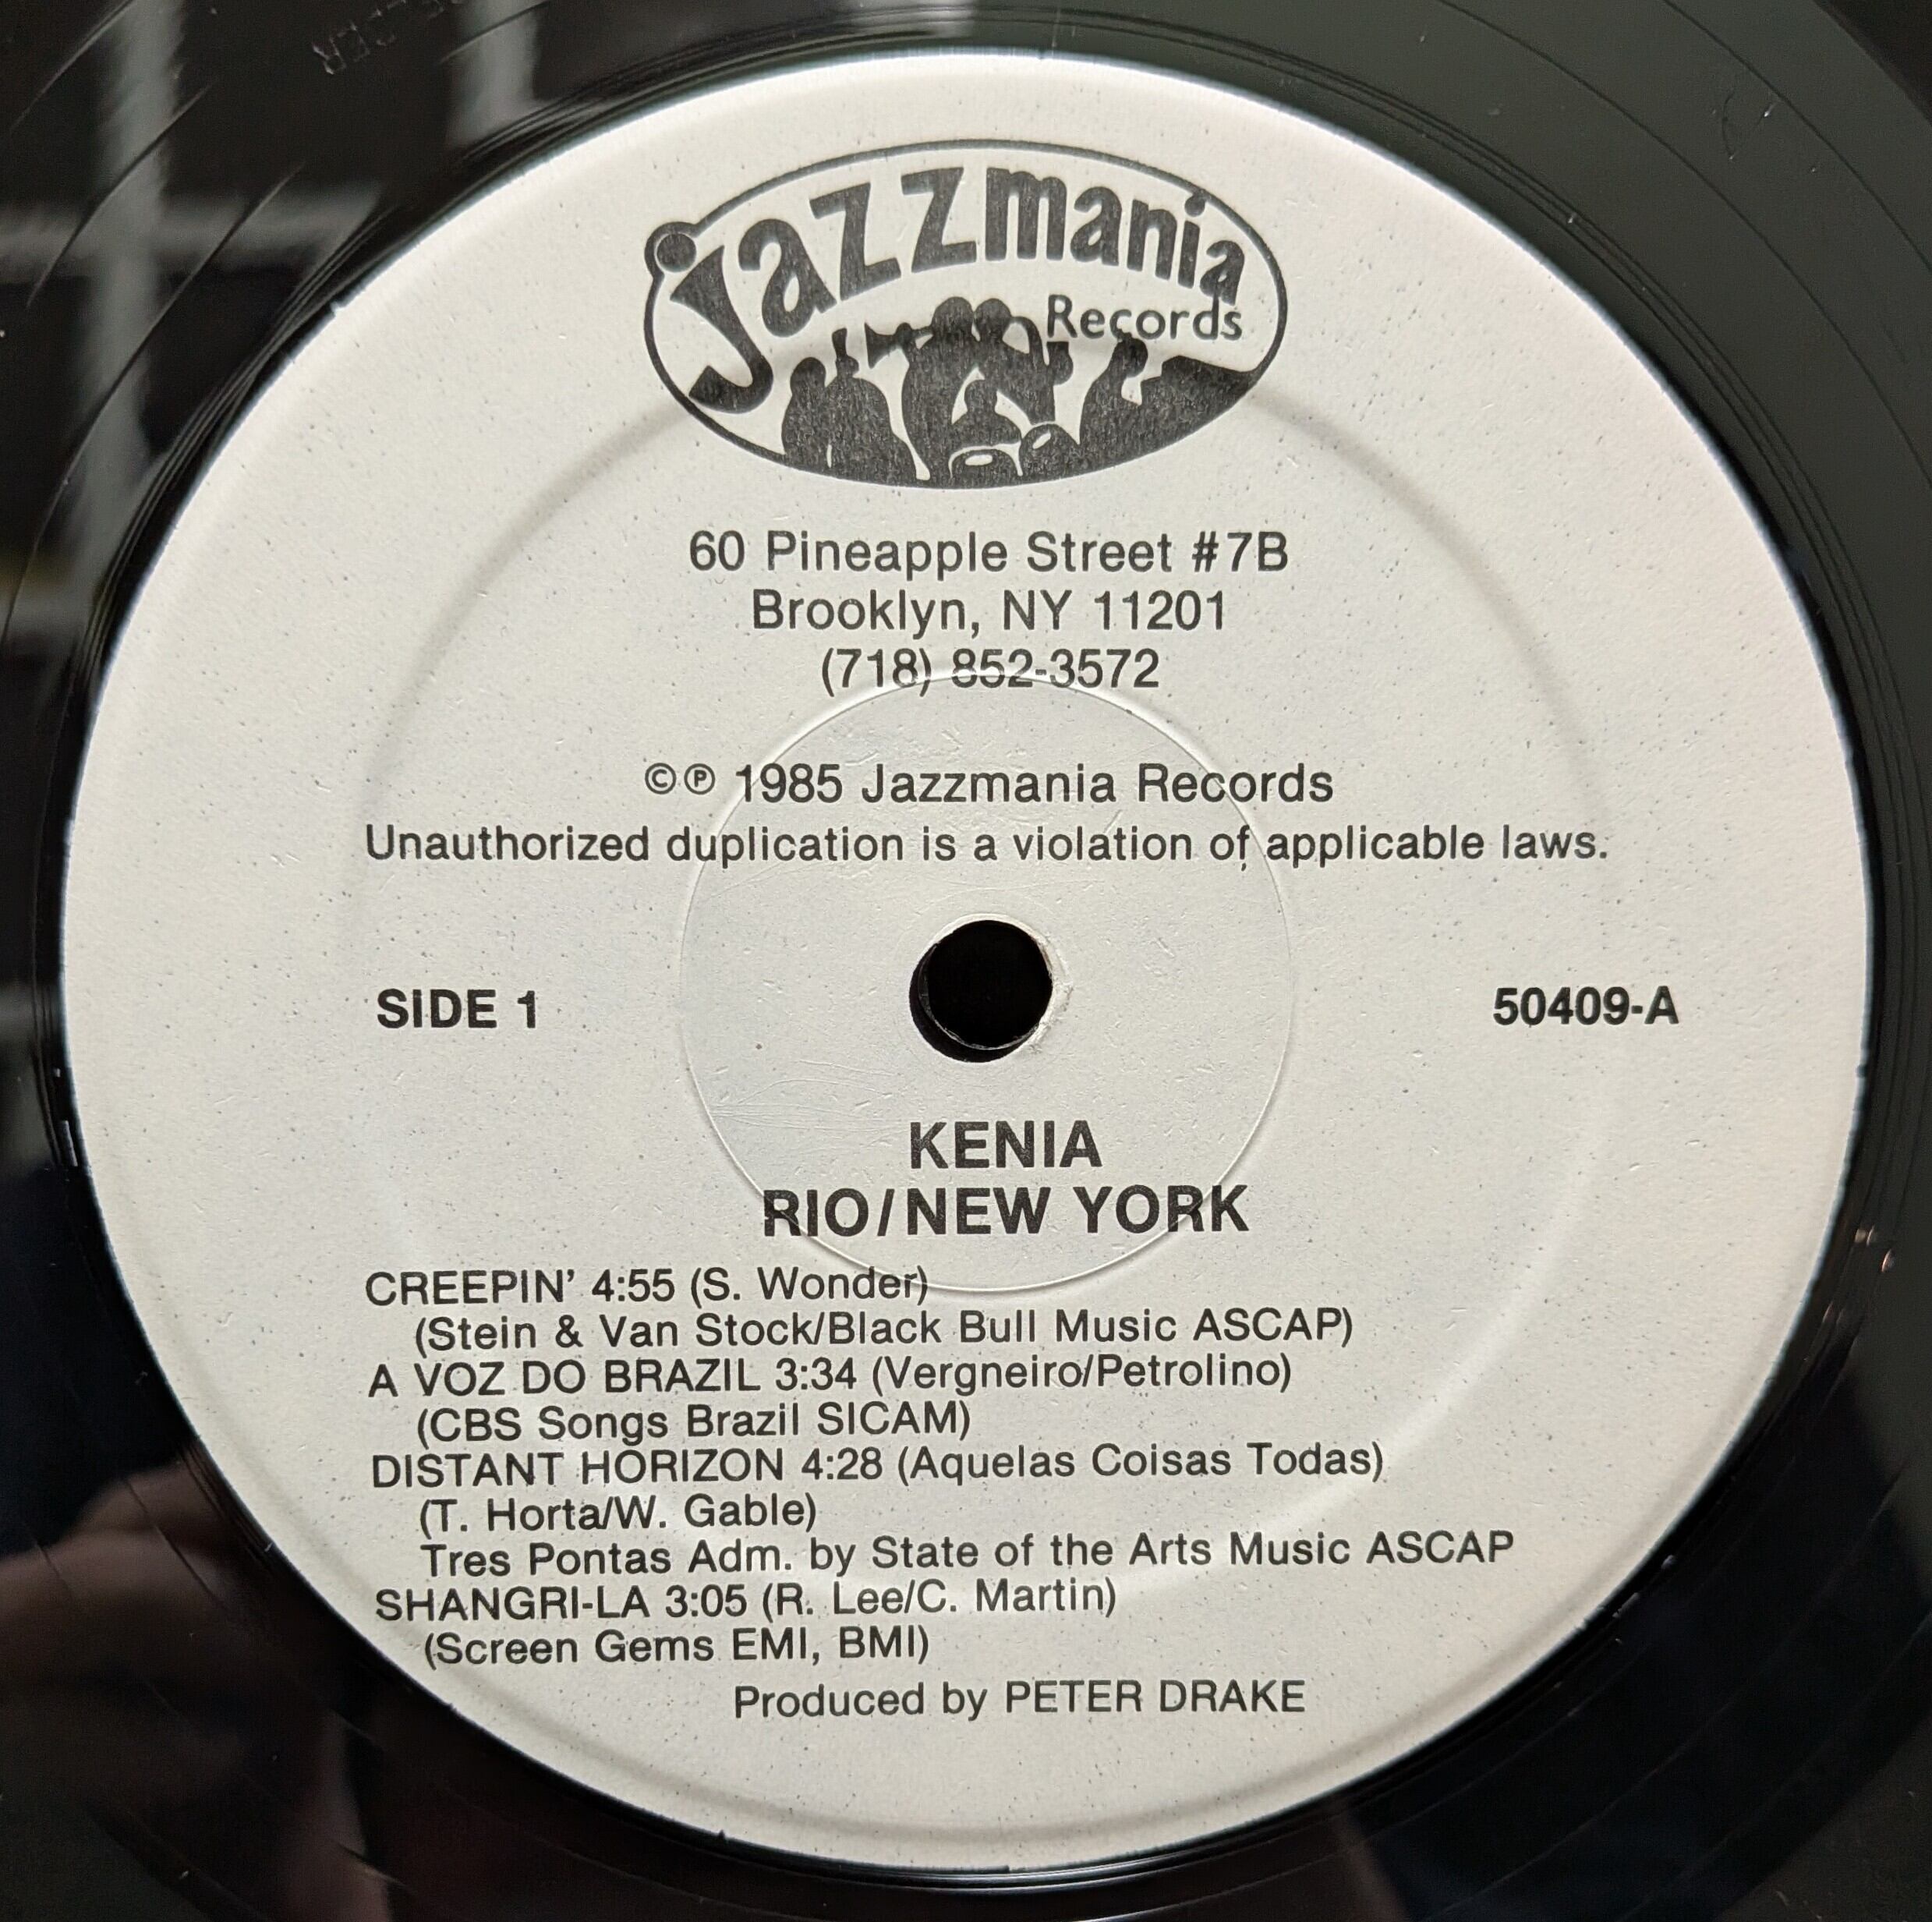 Jazzmania
Records
60 Pineapple Street #7B
Brooklyn, NY 11201
(718) 852-3572
©℗ 1985 Jazzmania Records
Unauthorized duplication is a violation of applicable laws.
SIDE 1
50409-A
KENIA
RIO/NEW YORK
CREEPIN' 4:55 (S. Wonder)
(Stein & Van Stock/Black Bull Music ASCAP)
A VOZ DO BRAZIL 3:34 (Vergneiro/Petrolino)
(CBS Songs Brazil SICAM)
DISTANT HORIZON 4:28 (Aquelas Coisas Todas)
(T. Horta/W. Gable)
Tres Pontas Adm. by State of the Arts Music ASCAP
SHANGRI-LA 3:05 (R. Lee/C. Martin)
(Screen Gems EMI, BMI)
Produced by PETER DRAKE